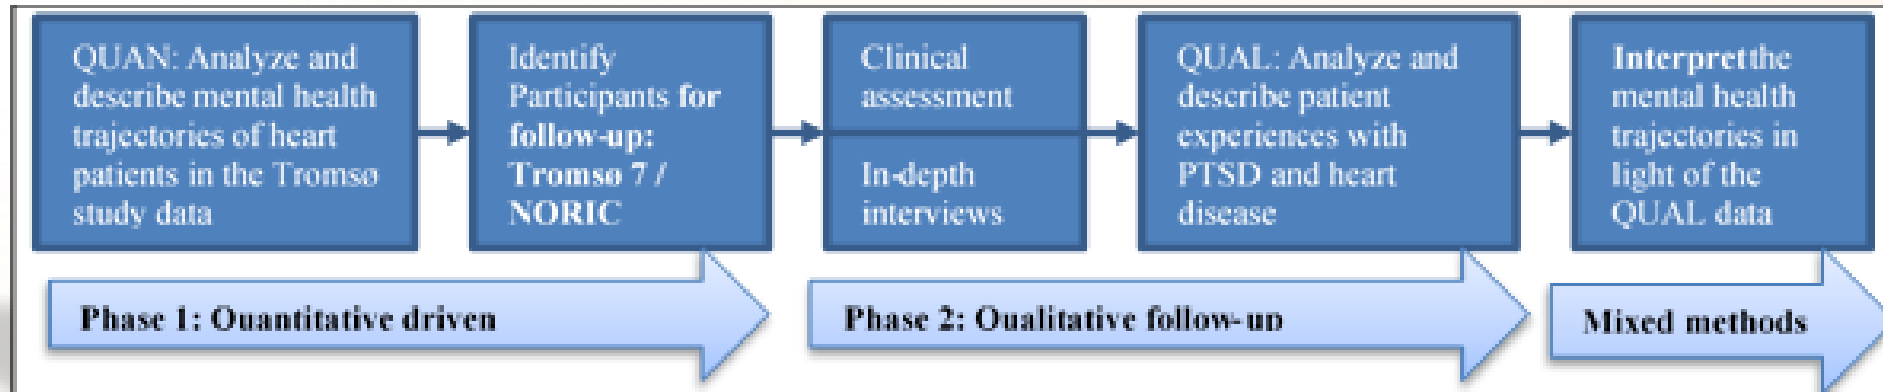 QUAN: Analyze and
describe mental health
trajectories of heart
patients in the Tromsø
study data
Identify
Participants for
follow-up:
Tromsø 7 /
NORIC
Clinical
assessment
In-depth
interviews
QUAL: Analyze and
describe patient
experiences with
PTSD and heart
disease
Interpretthe
mental health
trajectories in
light of the
QUAL data
Phase 1: Quantitative driven
Phase 2: Qualitative follow-up
Mixed methods